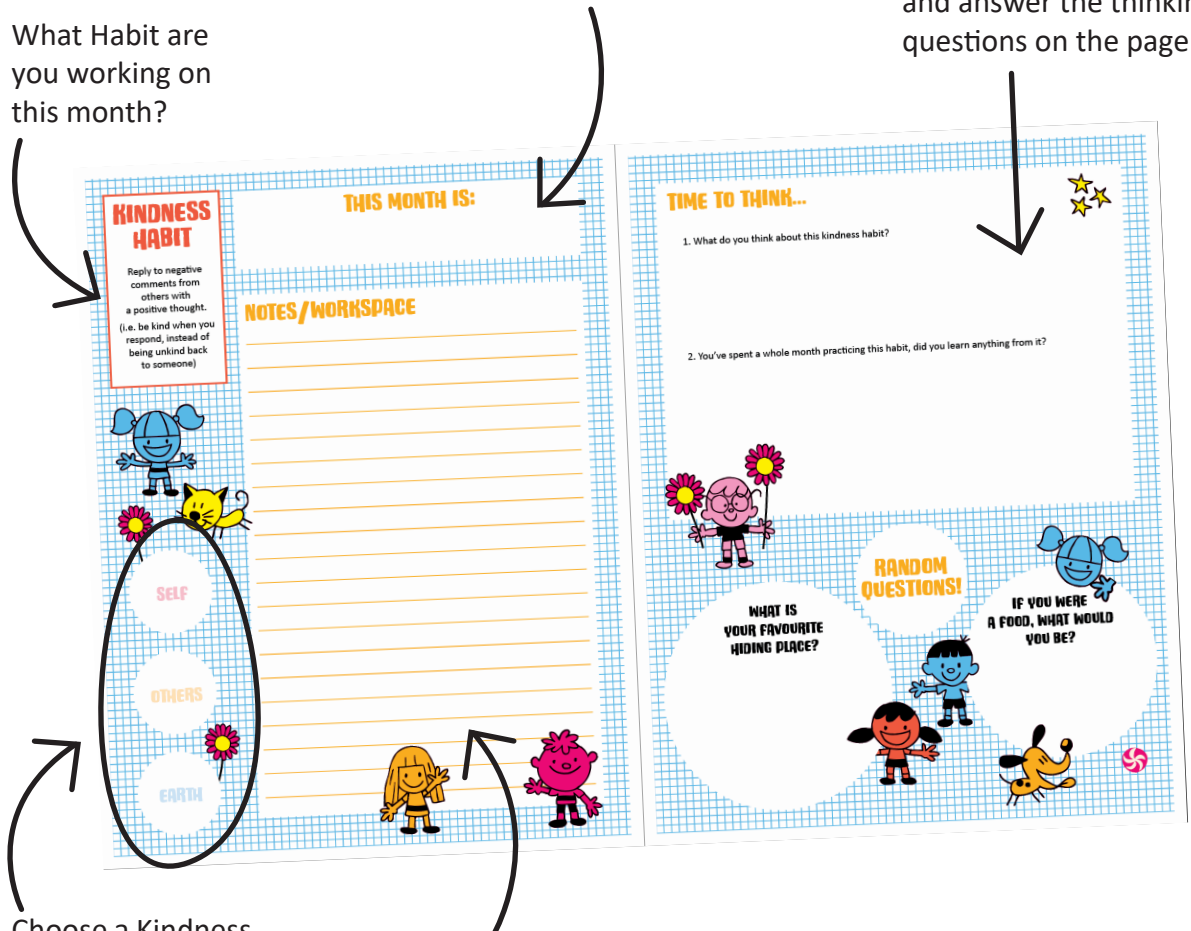 What Habit are
you working on
this month?
and answer the thinking
questions on the page
KINDNESS
HABIT
Reply to negative
comments from
others with
a positive thought.
(i.e. be kind when you
respond, instead of
being unkind back
to someone)
THIS MONTH IS:
NOTES/WORKSPACE
SELF
OTHERS
EARTH
TIME TO THINK...
1. What do you think about this kindness habit?
2. You've spent a whole month practicing this habit, did you learn anything from it?
RANDOM
QUESTIONS!
WHAT IS
YOUR FAVOURITE
HIDING PLACE?
IF YOU WERE
A FOOD, WHAT WOULD
YOU BE?
Choose a Kindness